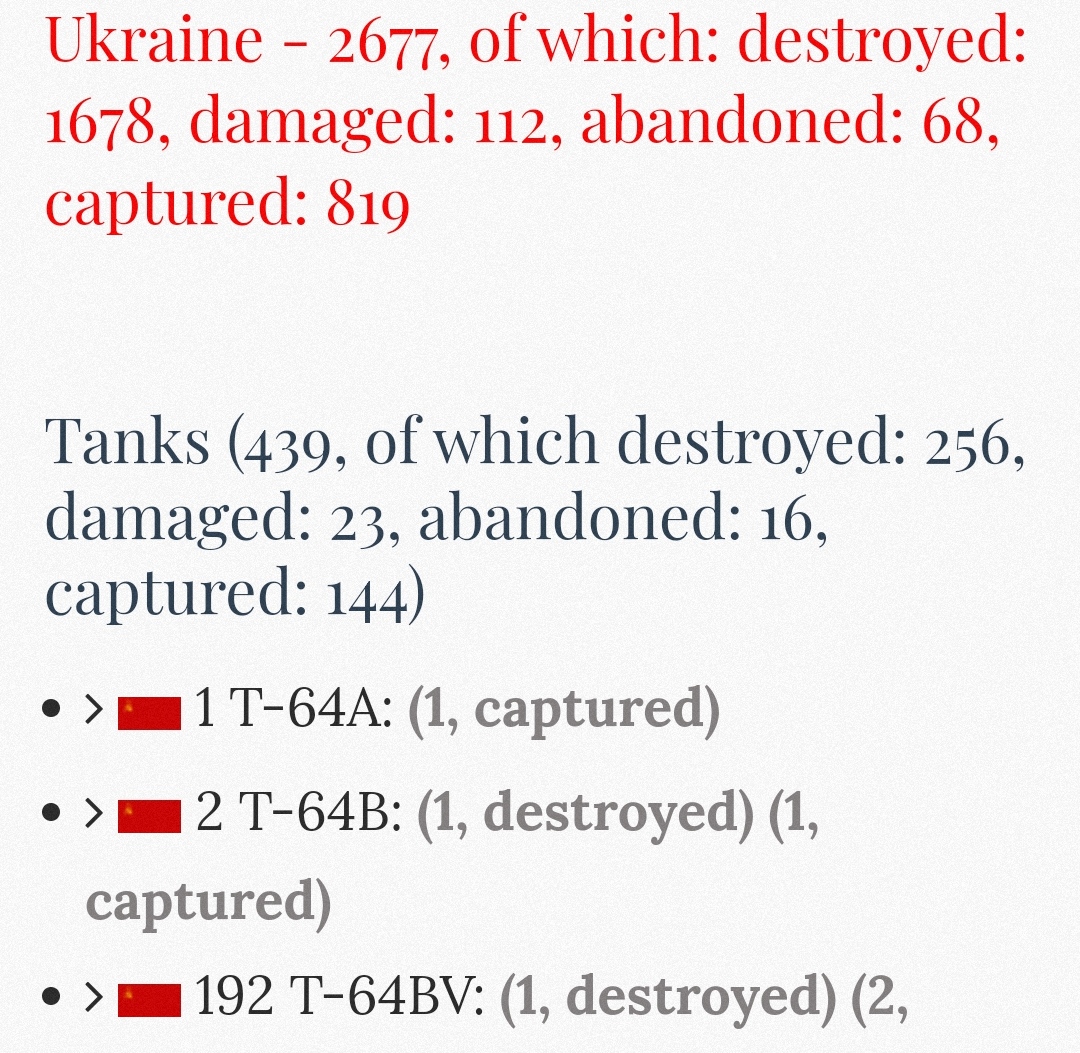 Ukraine - 2677, of which: destroyed:
1678, damaged: 112, abandoned: 68,
captured: 819
Tanks (439, of which destroyed: 256,
damaged: 23, abandoned: 16,
captured: 144)
• > 1 T-64A: (1, captured)
• > 2 T-64B: (1, destroyed) (1,
captured)
• > 192 T-64BV: (1, destroyed) (2,